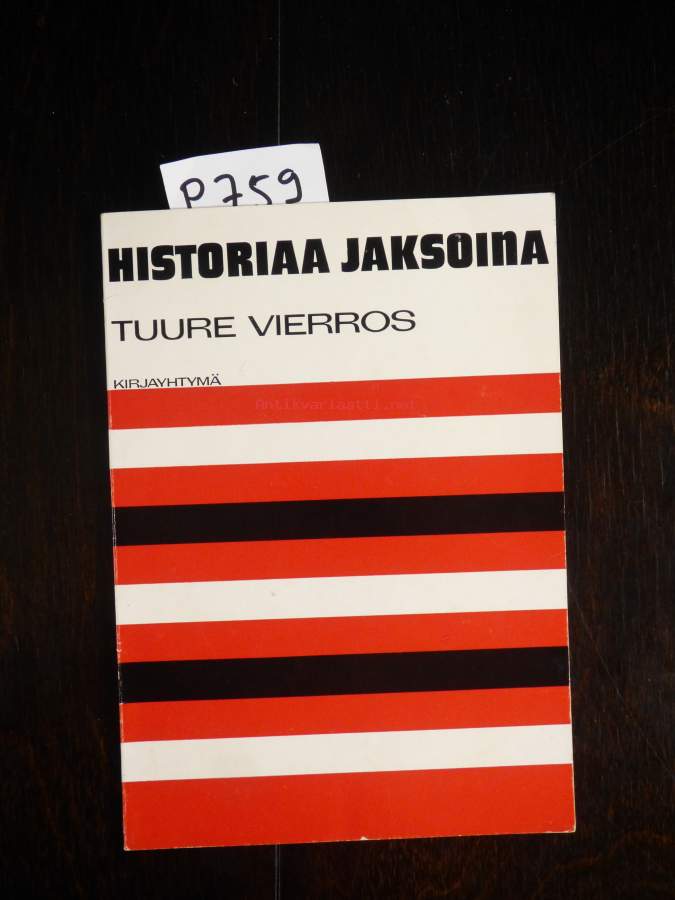 P759
HISTORIAA JAKSOINA
TUURE VIERROS
KIRJAYHTYMÄ
Antikvariaatti.net